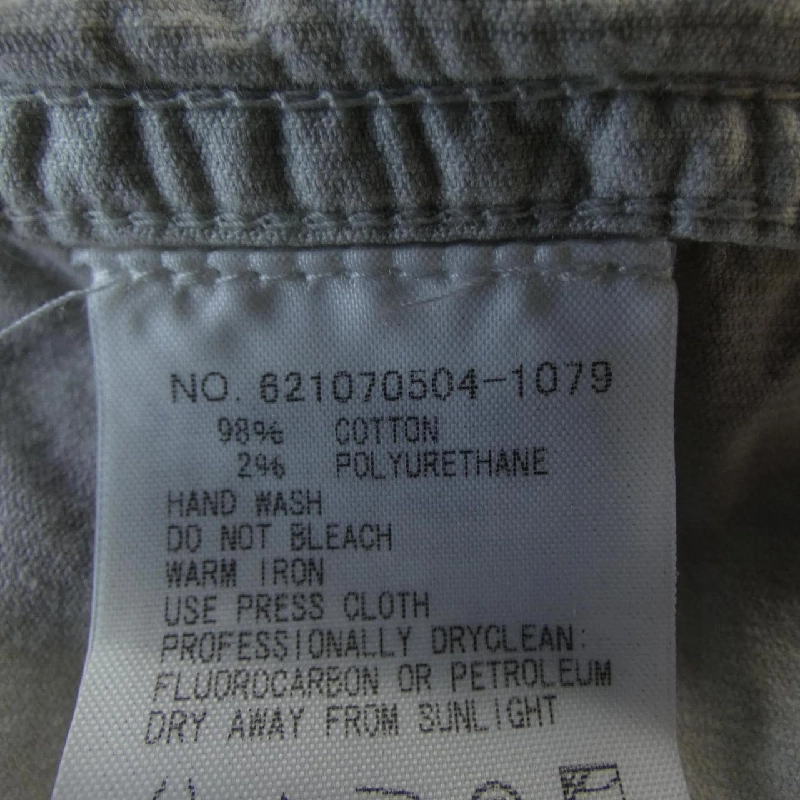 NO. 621070504-1079
98% COTTON
2% POLYURETHANE
HAND WASH
DO NOT BLEACH
WARM IRON
USE PRESS CLOTH
PROFESSIONALLY DRYCLEAN:
FLUOROCARBON OR PETROLEUM
DRY AWAY FROM SUNLIGHT